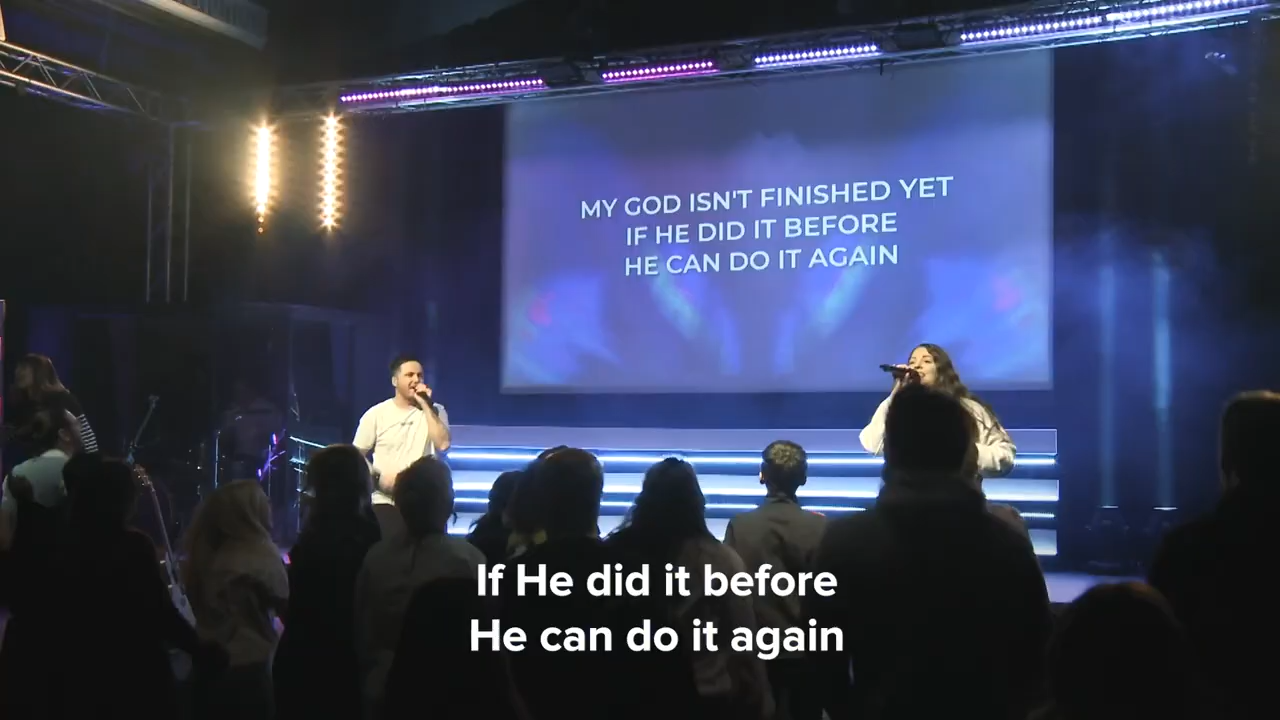 MY GOD ISN'T FINISHED YET
IF HE DID IT BEFORE
HE CAN DO IT AGAIN
If He did it before
He can do it again